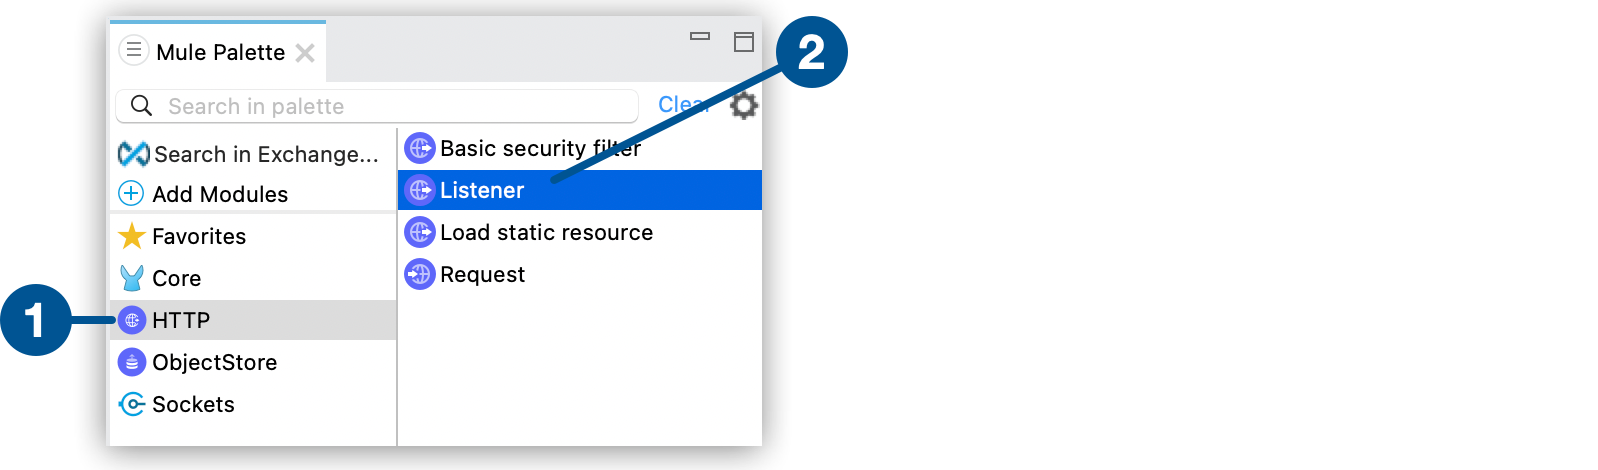 Mule Palette
2
Search in palette
Clear
Search in Exchange...
Add Modules
Favorites
Core
1
HTTP
ObjectStore
Sockets
Basic security filter
Listener
Load static resource
Request